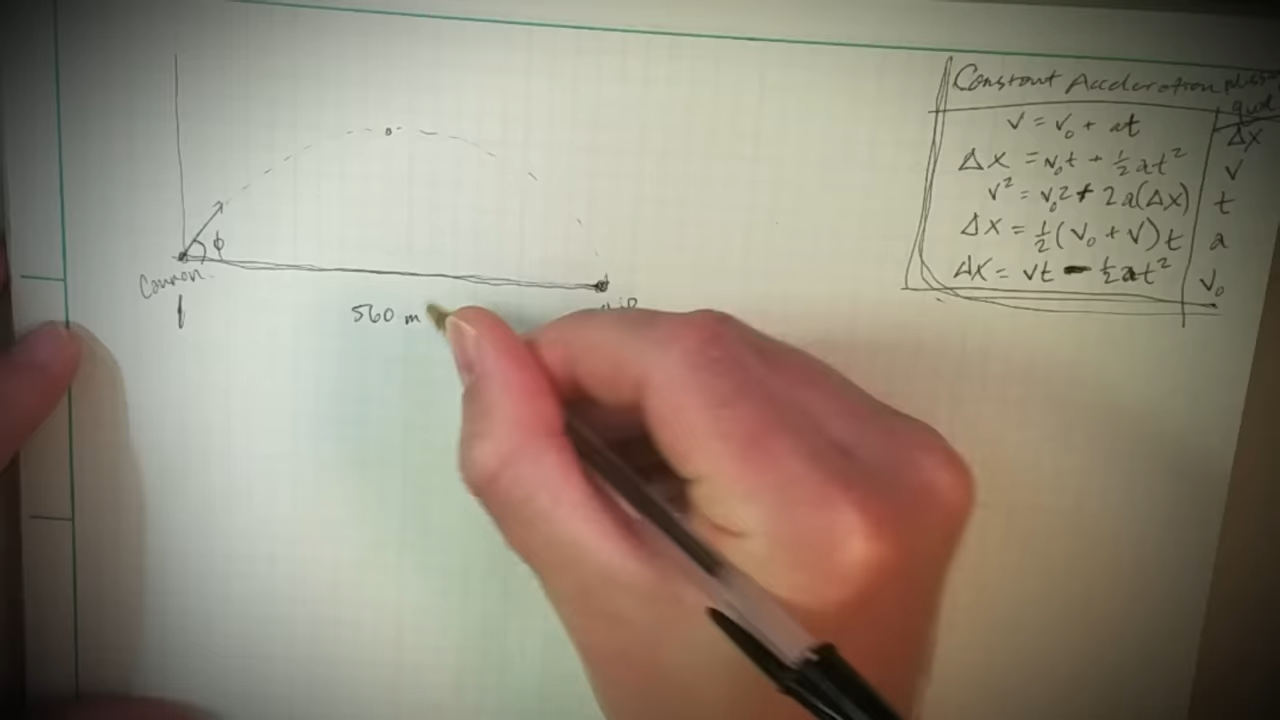 Constant Acceleration
Δx
v = v₀ + at
Δx = v₀t + ½at²
v
v² = v₀² + 2a(Δx)
t
Δx = ½(v₀ + v)t
a
Δx = vt - ½at²
v₀
ϕ
Cannon
560 m